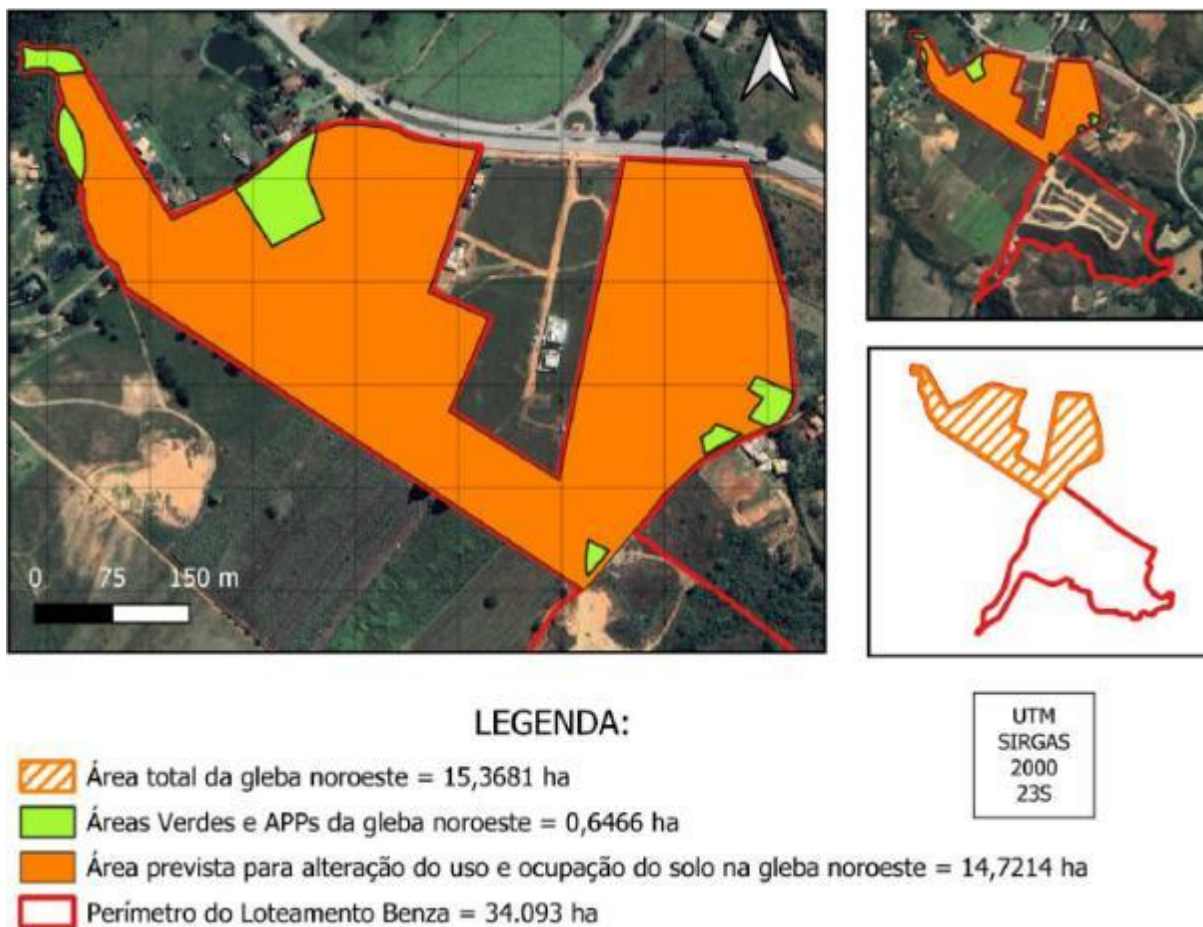 0 75 150 m
LEGENDA:
UTM
SIRGAS
2000
23S
Área total da gleba noroeste = 15,3681 ha
Áreas Verdes e APPs da gleba noroeste = 0,6466 ha
Área prevista para alteração do uso e ocupação do solo na gleba noroeste = 14,7214 ha
Perímetro do Loteamento Benza = 34.093 ha